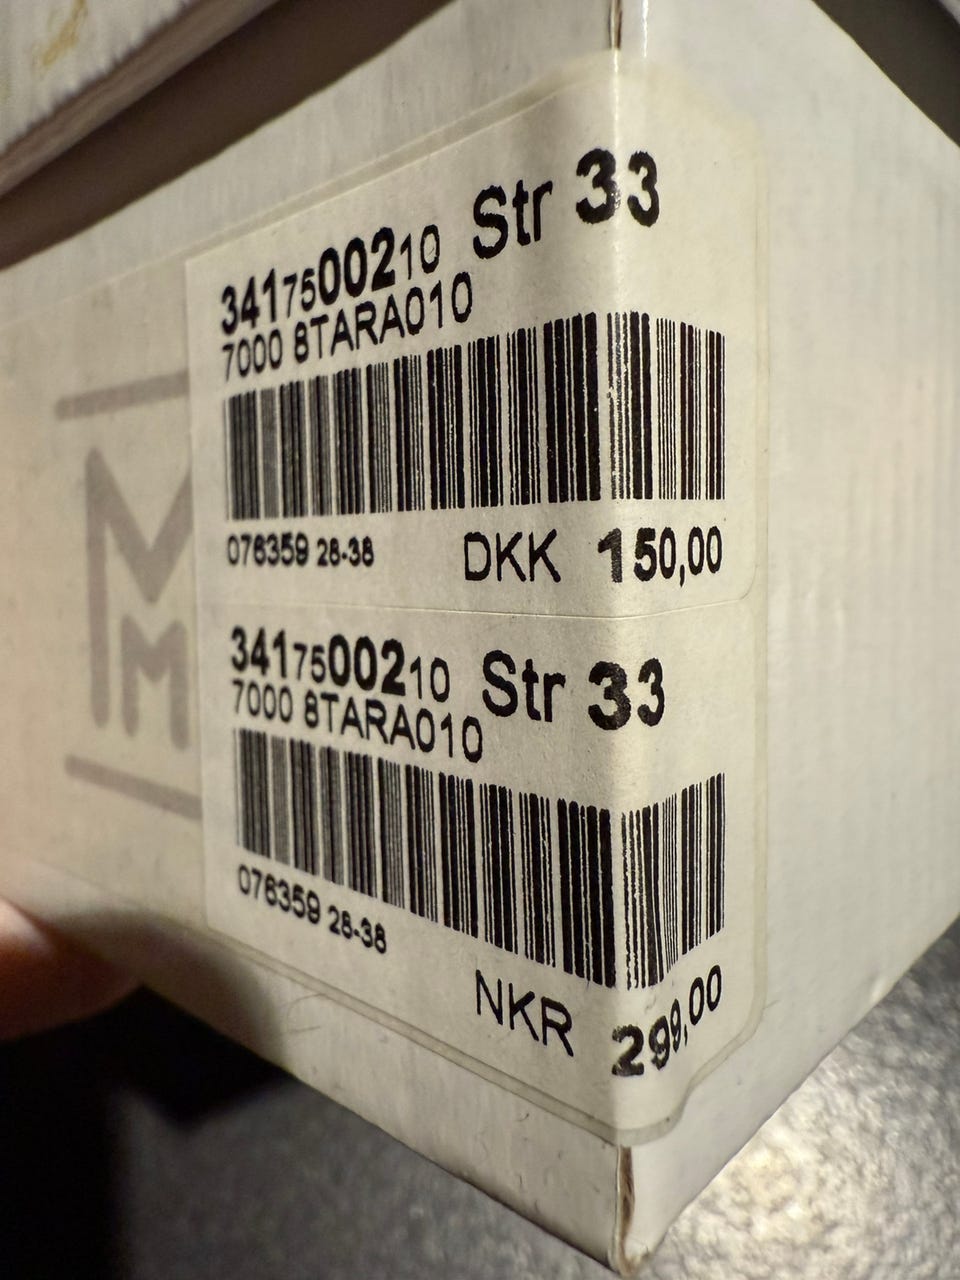 3417500210 Str 33
7000 8TARA010
076359 28-38 DKK 150,00
3417500210 Str 33
7000 8TARA010
076359 28-38
NKR 299,00
MM